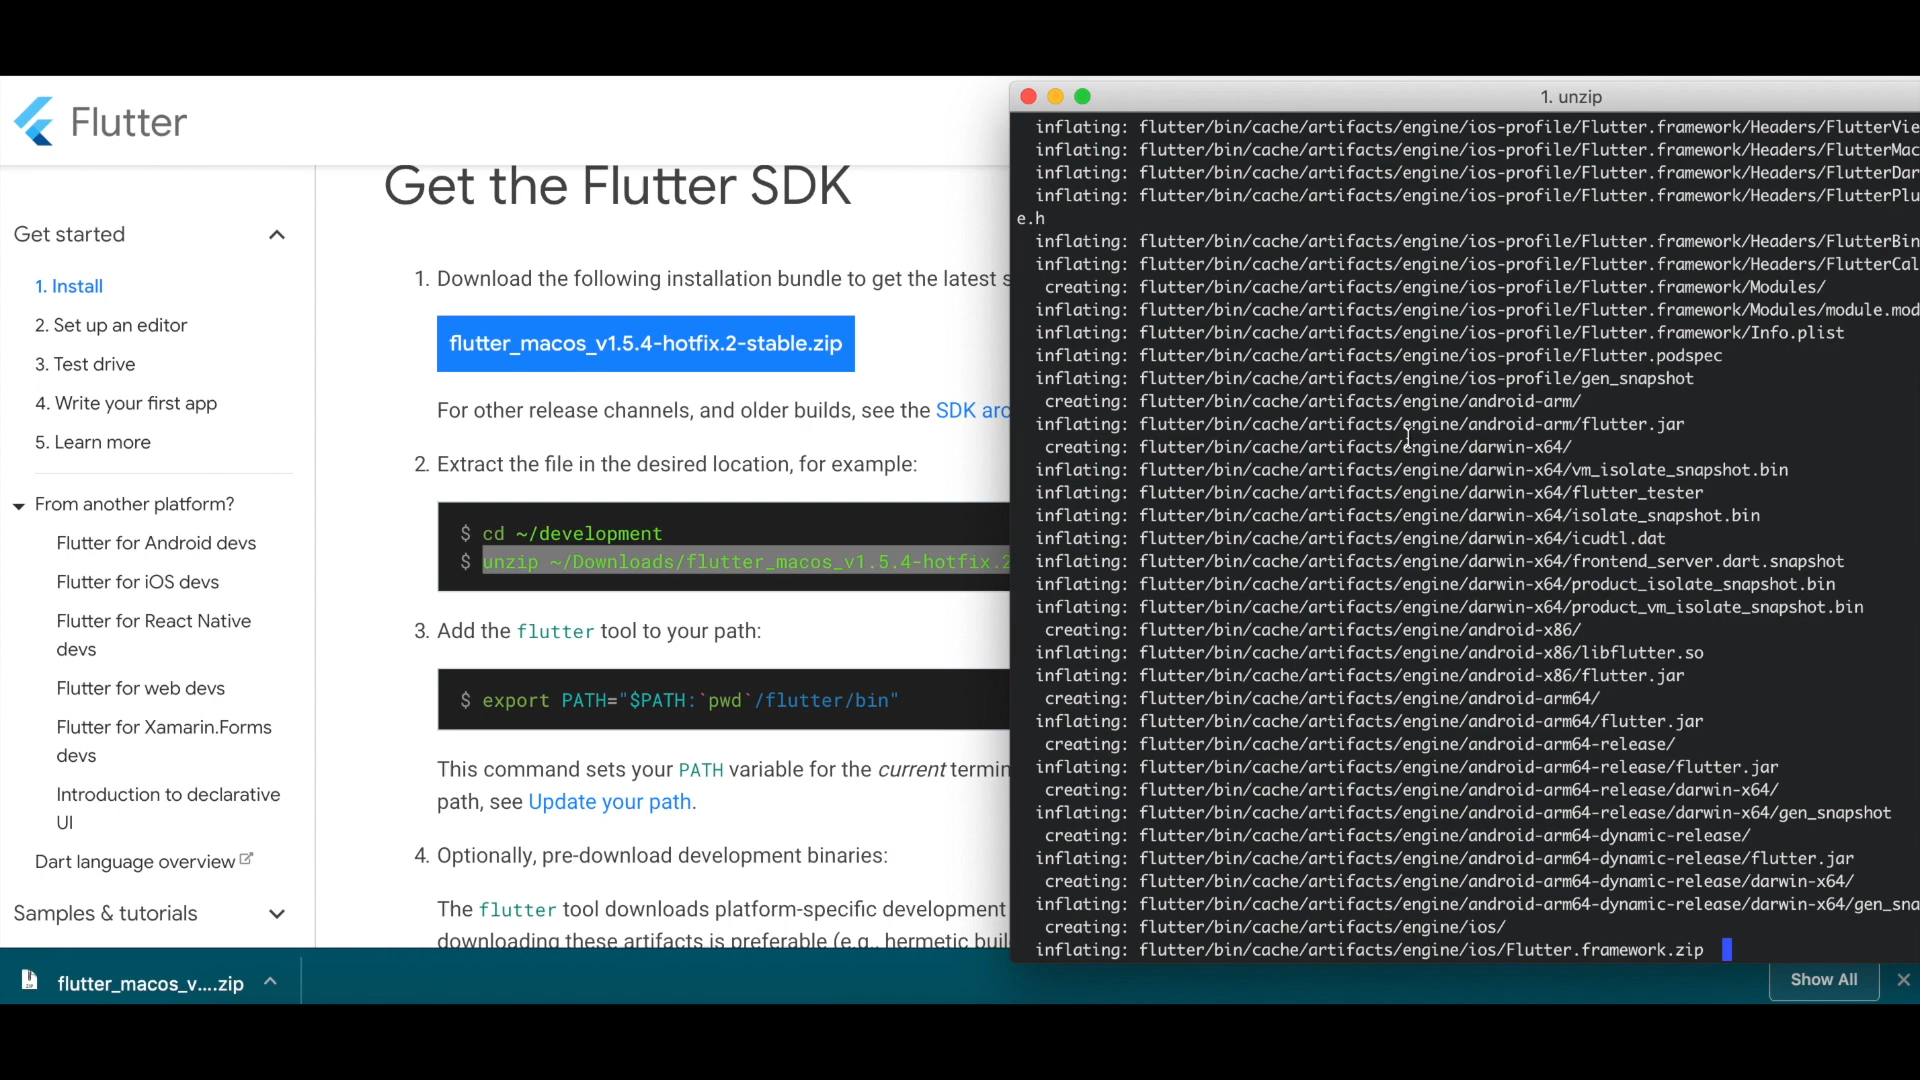 Flutter
Get started
1. Install
2. Set up an editor
3. Test drive
4. Write your first app
5. Learn more
From another platform?
Flutter for Android devs
Flutter for iOS devs
Flutter for React Native
devs
Flutter for web devs
Flutter for Xamarin.Forms
devs
Introduction to declarative
UI
Dart language overview
Samples & tutorials
Get the Flutter SDK
1. Download the following installation bundle to get the latest s
flutter_macos_v1.5.4-hotfix.2-stable.zip
For other release channels, and older builds, see the SDK arc
2. Extract the file in the desired location, for example:
$ cd ~/development
$ unzip ~/Downloads/flutter_macos_v1.5.4-hotfix.2
3. Add the flutter tool to your path:
$ export PATH="$PATH:`pwd`/flutter/bin"
This command sets your PATH variable for the current termin
path, see Update your path.
4. Optionally, pre-download development binaries:
The flutter tool downloads platform-specific development
downloading these artifacts is preferable (e.g., hermetic buil
1. unzip
inflating: flutter/bin/cache/artifacts/engine/ios-profile/Flutter.framework/Headers/FlutterVie
inflating: flutter/bin/cache/artifacts/engine/ios-profile/Flutter.framework/Headers/FlutterMac
inflating: flutter/bin/cache/artifacts/engine/ios-profile/Flutter.framework/Headers/FlutterDar
inflating: flutter/bin/cache/artifacts/engine/ios-profile/Flutter.framework/Headers/FlutterPlu
e.h
inflating: flutter/bin/cache/artifacts/engine/ios-profile/Flutter.framework/Headers/FlutterBin
inflating: flutter/bin/cache/artifacts/engine/ios-profile/Flutter.framework/Headers/FlutterCal
creating: flutter/bin/cache/artifacts/engine/ios-profile/Flutter.framework/Modules/
inflating: flutter/bin/cache/artifacts/engine/ios-profile/Flutter.framework/Modules/module.mod
inflating: flutter/bin/cache/artifacts/engine/ios-profile/Flutter.framework/Info.plist
inflating: flutter/bin/cache/artifacts/engine/ios-profile/Flutter.podspec
inflating: flutter/bin/cache/artifacts/engine/ios-profile/gen_snapshot
creating: flutter/bin/cache/artifacts/engine/android-arm/
inflating: flutter/bin/cache/artifacts/engine/android-arm/flutter.jar
creating: flutter/bin/cache/artifacts/engine/darwin-x64/
inflating: flutter/bin/cache/artifacts/engine/darwin-x64/vm_isolate_snapshot.bin
inflating: flutter/bin/cache/artifacts/engine/darwin-x64/flutter_tester
inflating: flutter/bin/cache/artifacts/engine/darwin-x64/isolate_snapshot.bin
inflating: flutter/bin/cache/artifacts/engine/darwin-x64/icudtl.dat
inflating: flutter/bin/cache/artifacts/engine/darwin-x64/frontend_server.dart.snapshot
inflating: flutter/bin/cache/artifacts/engine/darwin-x64/product_isolate_snapshot.bin
inflating: flutter/bin/cache/artifacts/engine/darwin-x64/product_vm_isolate_snapshot.bin
creating: flutter/bin/cache/artifacts/engine/android-x86/
inflating: flutter/bin/cache/artifacts/engine/android-x86/libflutter.so
inflating: flutter/bin/cache/artifacts/engine/android-x86/flutter.jar
creating: flutter/bin/cache/artifacts/engine/android-arm64/
inflating: flutter/bin/cache/artifacts/engine/android-arm64/flutter.jar
creating: flutter/bin/cache/artifacts/engine/android-arm64-release/
inflating: flutter/bin/cache/artifacts/engine/android-arm64-release/flutter.jar
creating: flutter/bin/cache/artifacts/engine/android-arm64-release/darwin-x64/
inflating: flutter/bin/cache/artifacts/engine/android-arm64-release/darwin-x64/gen_snapshot
creating: flutter/bin/cache/artifacts/engine/android-arm64-dynamic-release/
inflating: flutter/bin/cache/artifacts/engine/android-arm64-dynamic-release/flutter.jar
creating: flutter/bin/cache/artifacts/engine/android-arm64-dynamic-release/darwin-x64/
inflating: flutter/bin/cache/artifacts/engine/android-arm64-dynamic-release/darwin-x64/gen_sna
creating: flutter/bin/cache/artifacts/engine/ios/
inflating: flutter/bin/cache/artifacts/engine/ios/Flutter.framework.zip
flutter_macos_v....zip
Show All